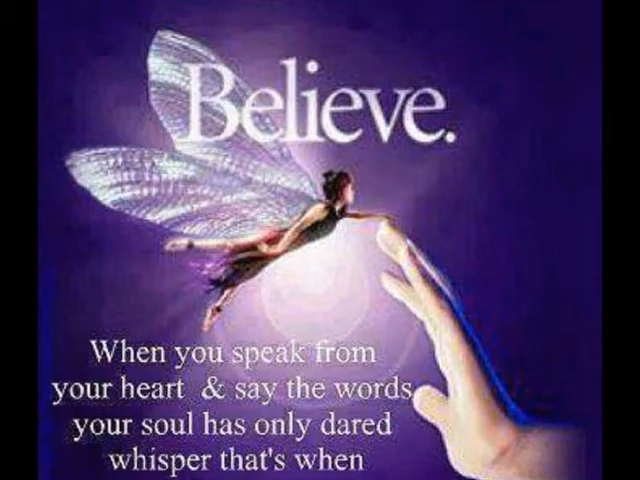 Believe.
When you speak from
your heart & say the words
your soul has only dared
whisper that's when